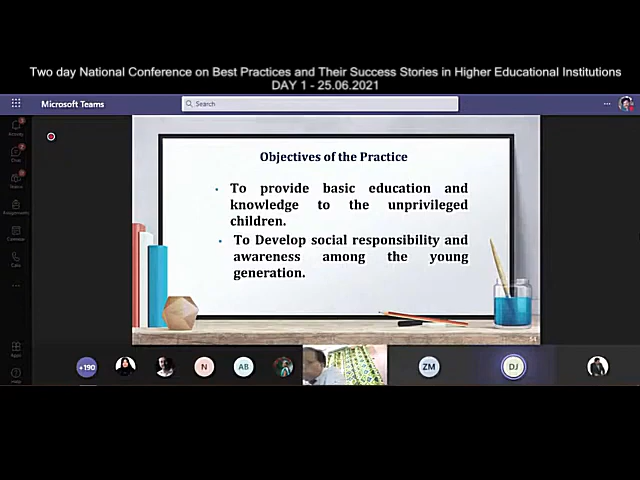 Two day National Conference on Best Practices and Their Success Stories in Higher Educational Institutions
DAY 1 - 25.06.2021
Microsoft Teams
Search
Activity
Chat
Teams
Assignments
Calendar
Calls
Apps
Help
Objectives of the Practice
• To provide basic education and
knowledge to the unprivileged
children.
• To Develop social responsibility and
awareness among the young
generation.
+190
N
AB
ZM
DJ